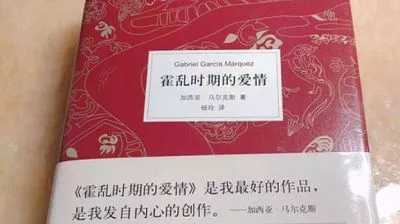 Gabriel García Márquez
霍乱时期的爱情
加西亚·马尔克斯 著
杨玲 译
《霍乱时期的爱情》是我最好的作品，
是我发自内心的创作。——加西亚·马尔克斯